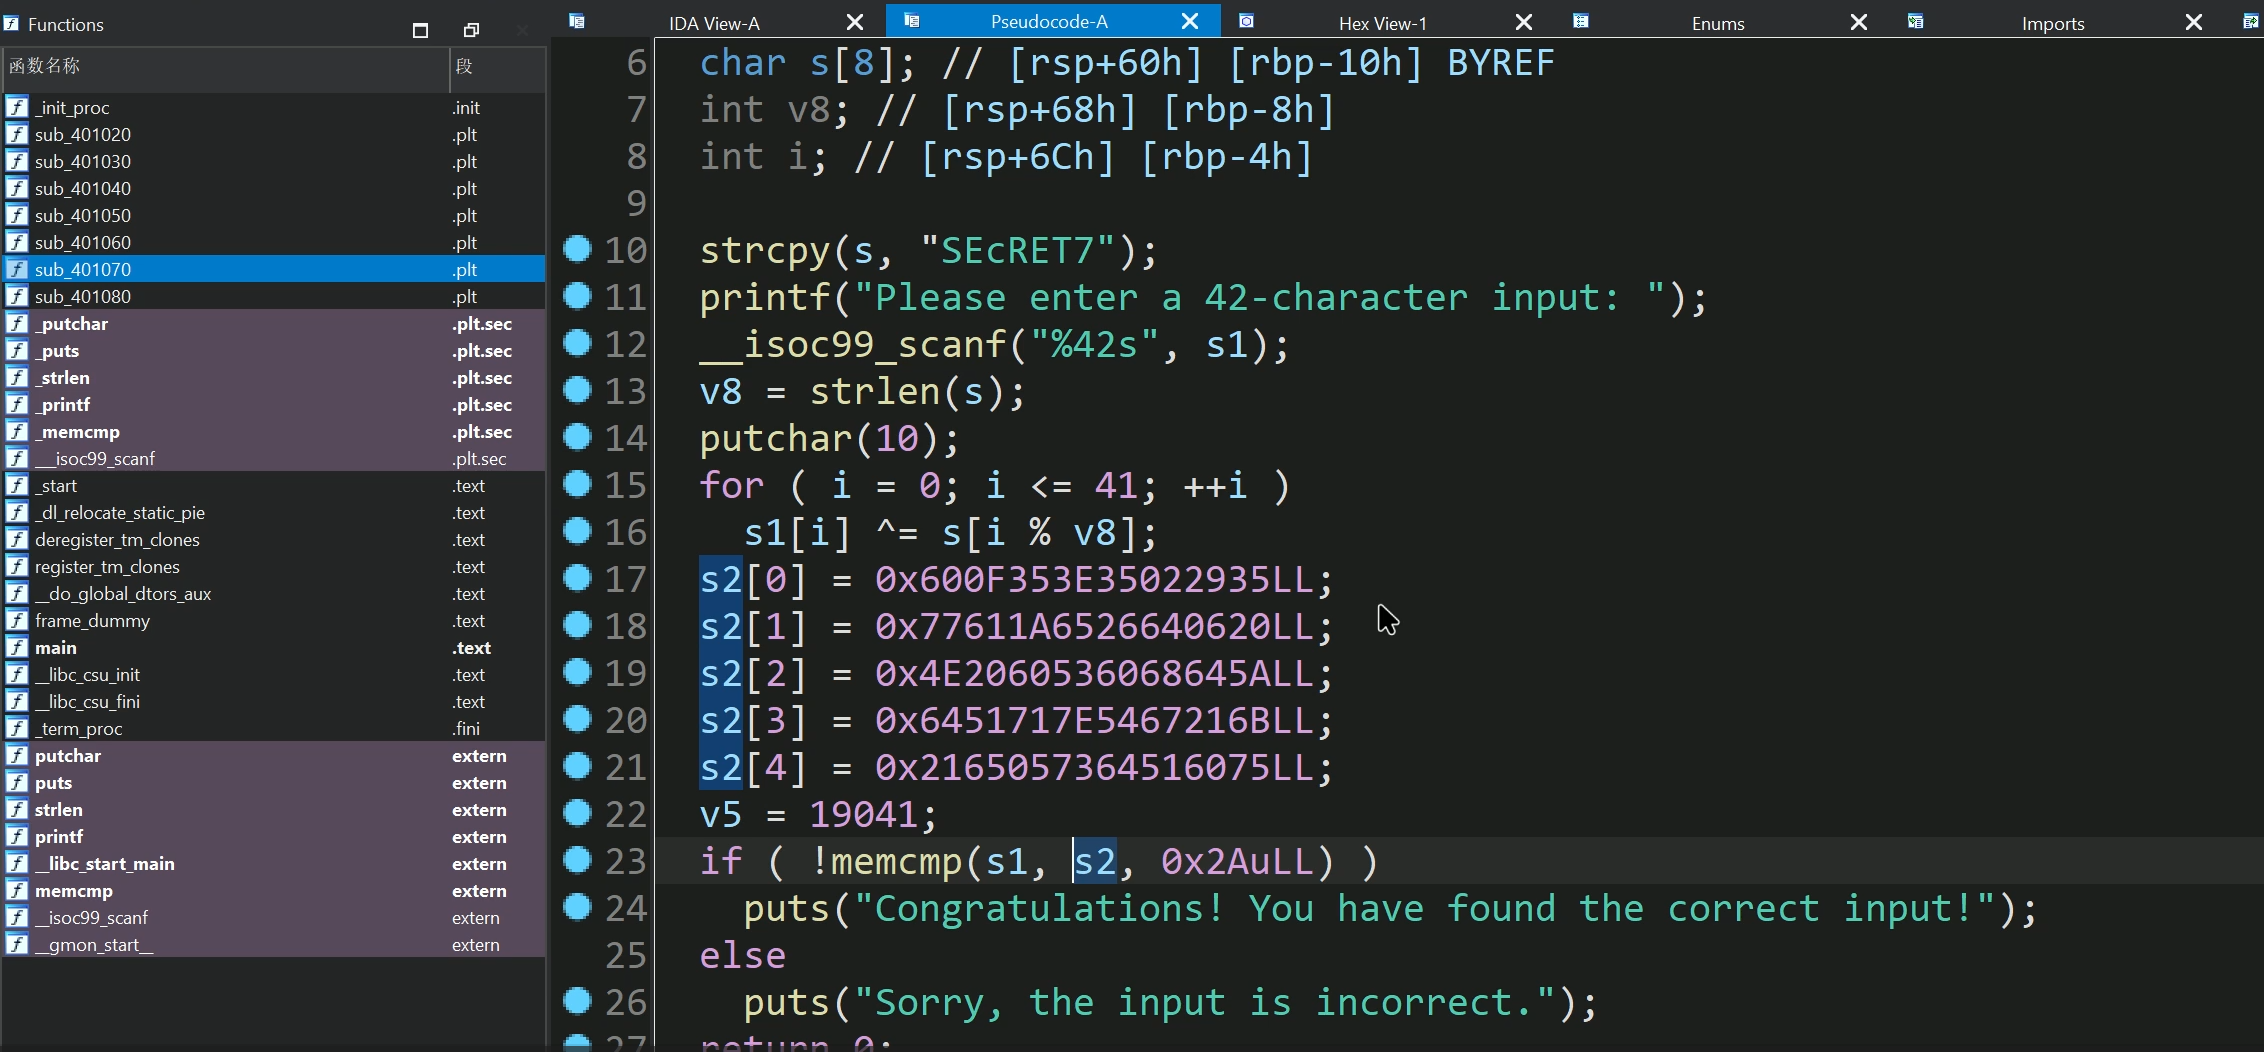 Functions
IDA View-A
Pseudocode-A
Hex View-1
Enums
Imports
函数名称 段
_init_proc .init
sub_401020 .plt
sub_401030 .plt
sub_401040 .plt
sub_401050 .plt
sub_401060 .plt
sub_401070 .plt
sub_401080 .plt
_putchar .plt.sec
_puts .plt.sec
_strlen .plt.sec
_printf .plt.sec
_memcmp .plt.sec
__isoc99_scanf .plt.sec
_start .text
_dl_relocate_static_pie .text
deregister_tm_clones .text
register_tm_clones .text
__do_global_dtors_aux .text
frame_dummy .text
main .text
__libc_csu_init .text
__libc_csu_fini .text
_term_proc .fini
putchar extern
puts extern
strlen extern
printf extern
__libc_start_main extern
memcmp extern
__isoc99_scanf extern
__gmon_start__ extern
6 char s[8]; // [rsp+60h] [rbp-10h] BYREF
7 int v8; // [rsp+68h] [rbp-8h]
8 int i; // [rsp+6Ch] [rbp-4h]
9
10 strcpy(s, "SEcRET7");
11 printf("Please enter a 42-character input: ");
12 __isoc99_scanf("%42s", s1);
13 v8 = strlen(s);
14 putchar(10);
15 for ( i = 0; i <= 41; ++i )
16 s1[i] ^= s[i % v8];
17 s2[0] = 0x600F353E35022935LL;
18 s2[1] = 0x77611A6526640620LL;
19 s2[2] = 0x4E2060536068645ALL;
20 s2[3] = 0x6451717E5467216BLL;
21 s2[4] = 0x2165057364516075LL;
22 v5 = 19041;
23 if ( !memcmp(s1, s2, 0x2AuLL) )
24 puts("Congratulations! You have found the correct input!");
25 else
26 puts("Sorry, the input is incorrect.");
27 return 0;